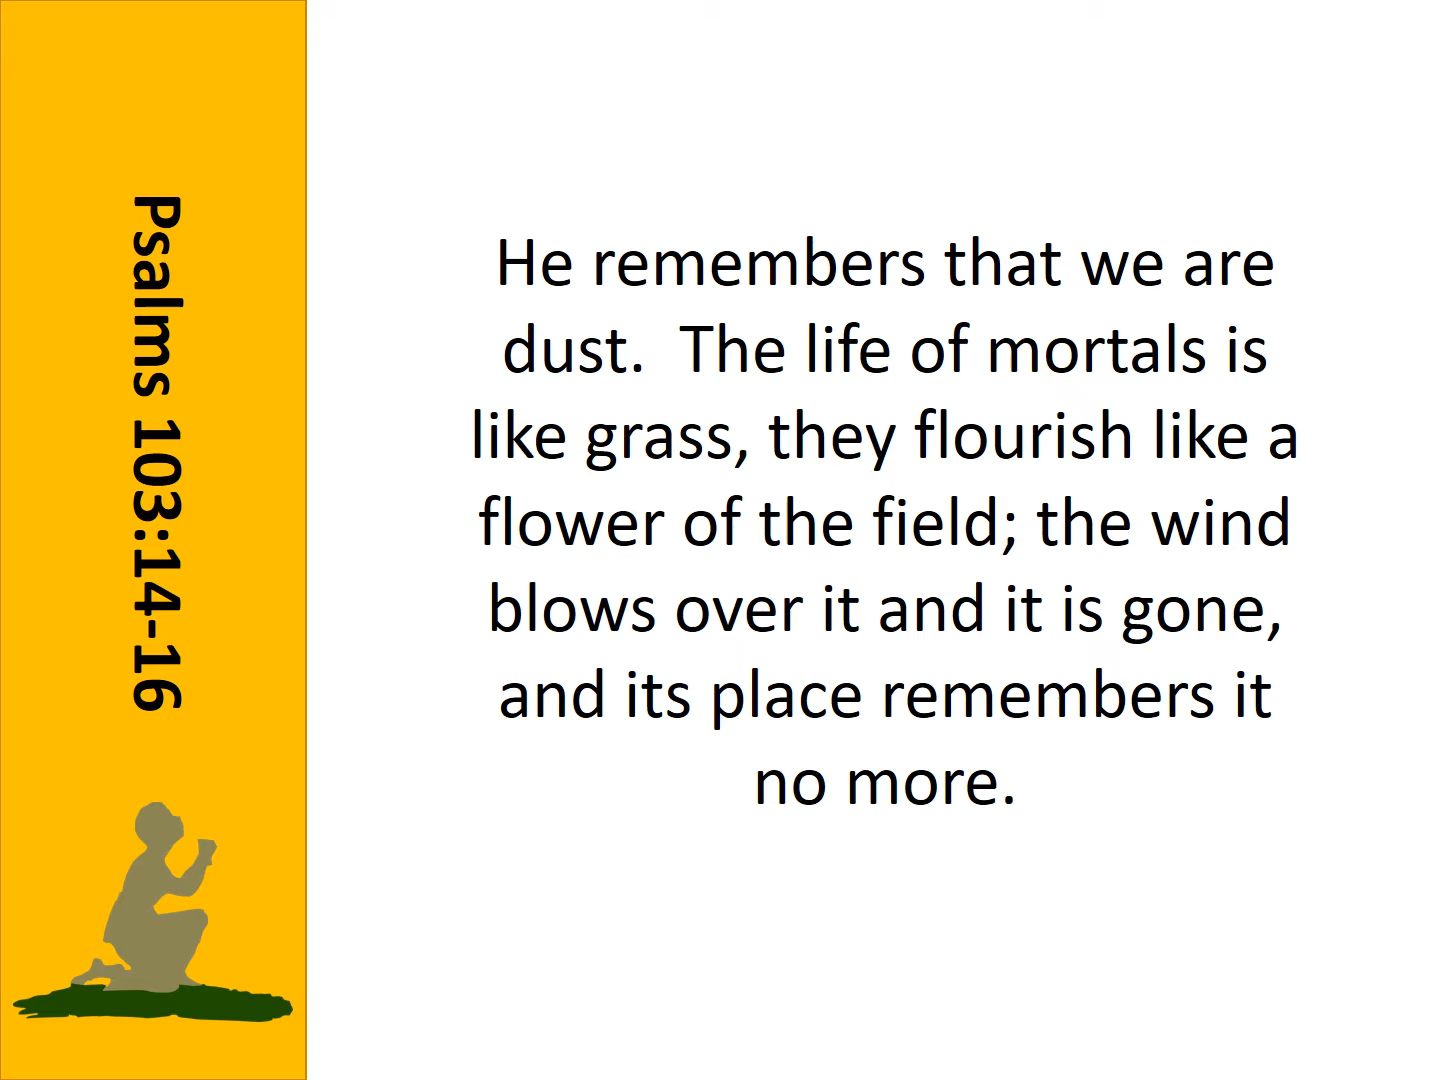 Psalms 103:14-16
He remembers that we are
dust.  The life of mortals is
like grass, they flourish like a
flower of the field; the wind
blows over it and it is gone,
and its place remembers it
no more.